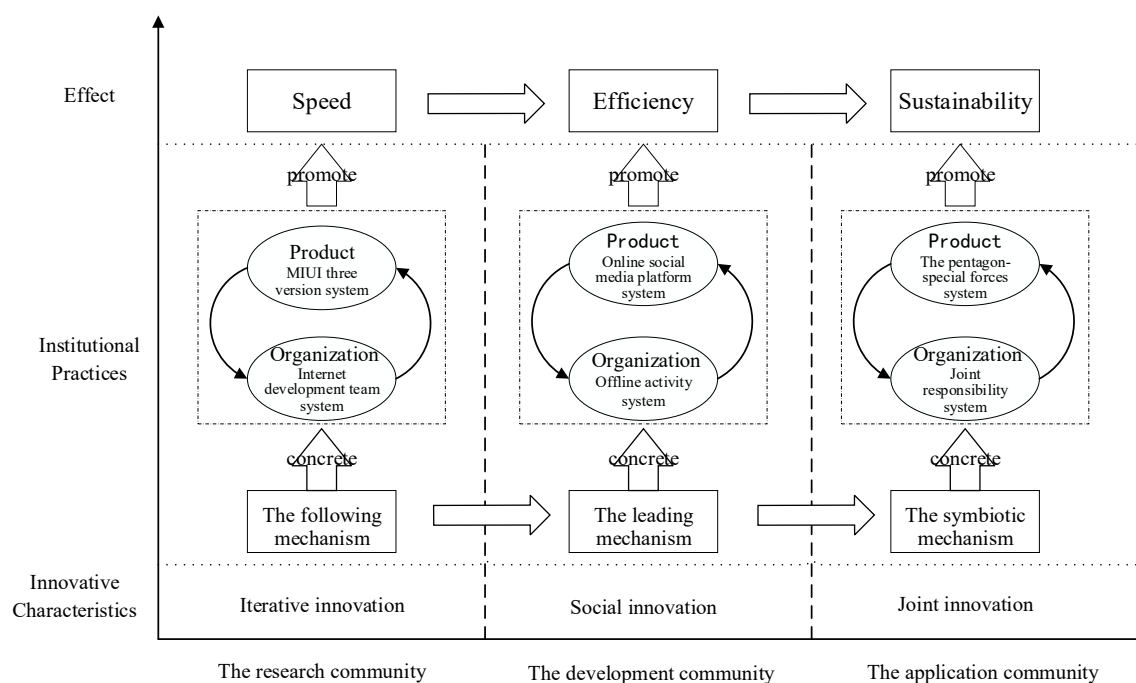 Effect
Speed
Efficiency
Sustainability
promote
promote
promote
Institutional
Practices
Product
MIUI three
version system
Organization
Internet
development team
system
Product
Online social
media platform
system
Organization
Offline activity
system
Product
The pentagon-
special forces
system
Organization
Joint
responsibility
system
concrete
concrete
concrete
The following
mechanism
The leading
mechanism
The symbiotic
mechanism
Innovative
Characteristics
Iterative innovation
Social innovation
Joint innovation
The research community
The development community
The application community